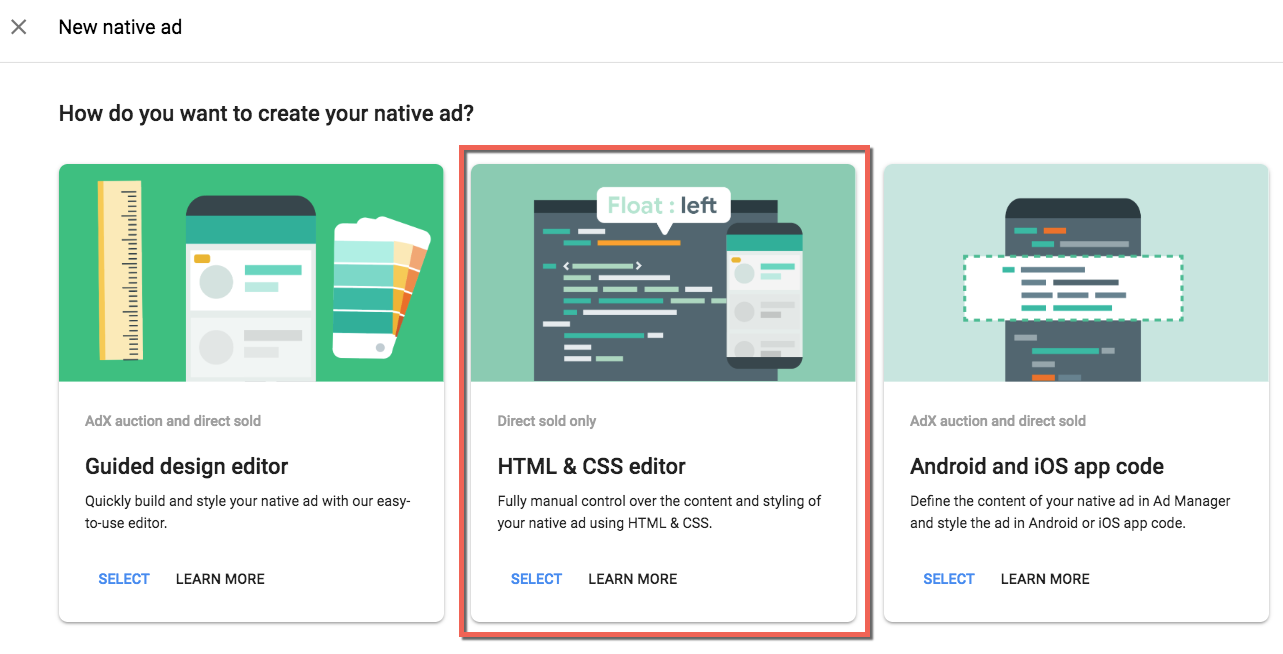 New native ad
How do you want to create your native ad?
AdX auction and direct sold
Guided design editor
Quickly build and style your native ad with our easy-
to-use editor.
SELECT LEARN MORE
Float : left
Direct sold only
HTML & CSS editor
Fully manual control over the content and styling of
your native ad using HTML & CSS.
SELECT LEARN MORE
AdX auction and direct sold
Android and iOS app code
Define the content of your native ad in Ad Manager
and style the ad in Android or iOS app code.
SELECT LEARN MORE